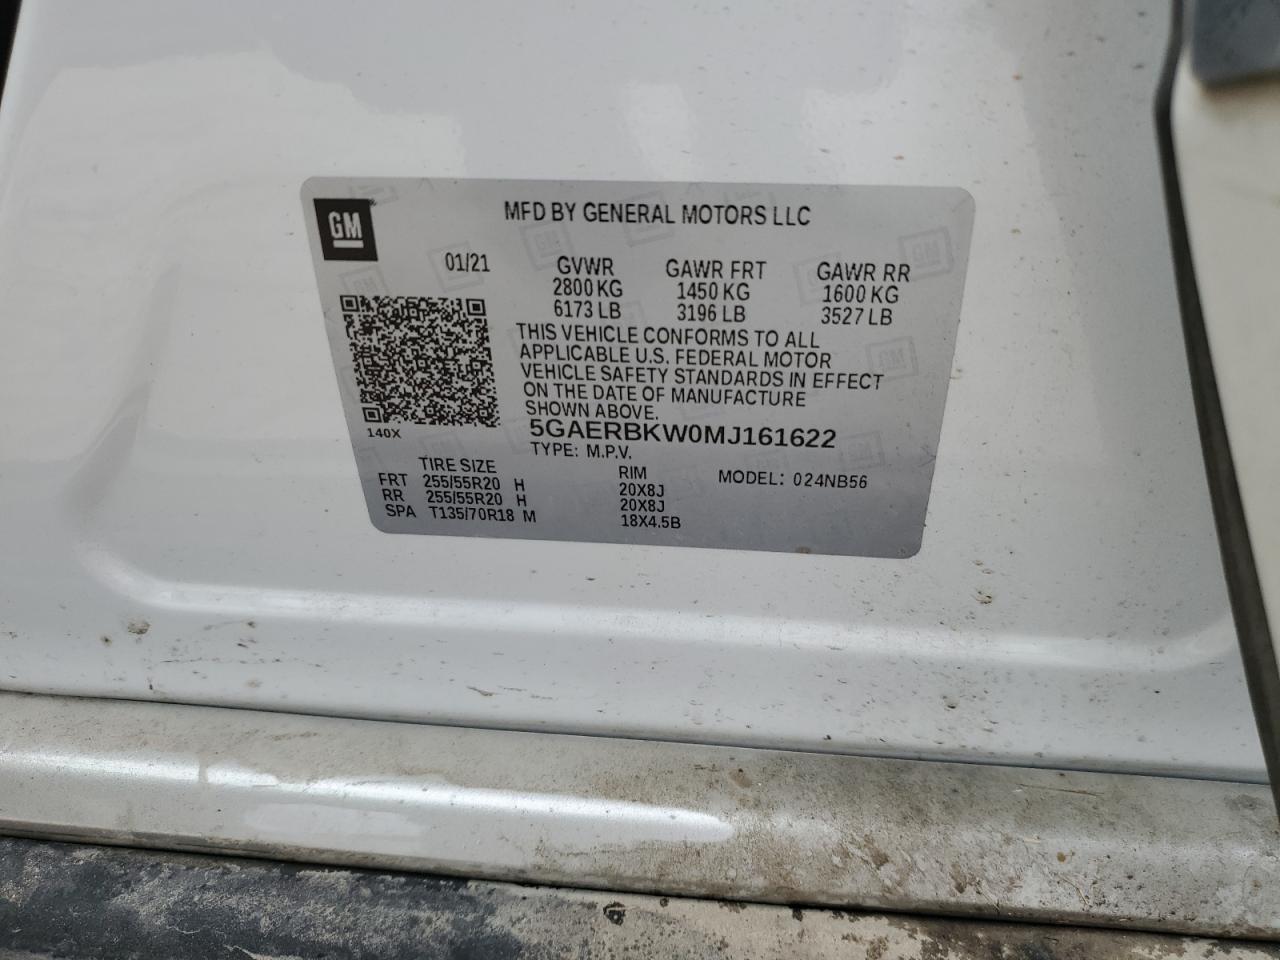 GM
MFD BY GENERAL MOTORS LLC
01/21
GVWR GAWR FRT GAWR RR
2800 KG 1450 KG 1600 KG
6173 LB 3196 LB 3527 LB
THIS VEHICLE CONFORMS TO ALL
APPLICABLE U.S. FEDERAL MOTOR
VEHICLE SAFETY STANDARDS IN EFFECT
ON THE DATE OF MANUFACTURE
SHOWN ABOVE.
140X
5GAERBKW0MJ161622
TYPE: M.P.V.
TIRE SIZE RIM MODEL: 024NB56
FRT 255/55R20 H 20X8J
RR 255/55R20 H 20X8J
SPA T135/70R18 M 18X4.5B